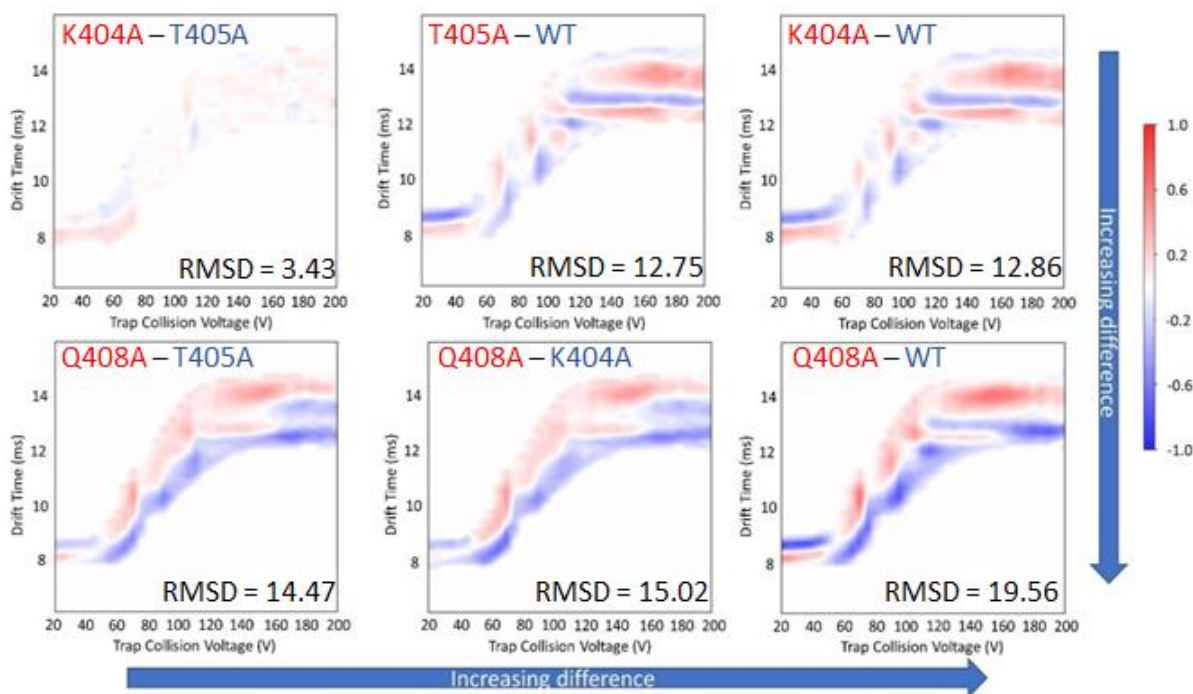 K404A – T405A
T405A – WT
K404A – WT
14
12
10
8
Drift Time (ms)
RMSD = 3.43
20 40 60 80 100 120 140 160 180 200
Trap Collision Voltage (V)
14
12
10
8
Drift Time (ms)
RMSD = 12.75
20 40 60 80 100 120 140 160 180 200
Trap Collision Voltage (V)
14
12
10
8
Drift Time (ms)
RMSD = 12.86
20 40 60 80 100 120 140 160 180 200
Trap Collision Voltage (V)
1.0
0.6
0.2
-0.2
-0.6
-1.0
Increasing difference
Q408A – T405A
Q408A – K404A
Q408A – WT
14
12
10
8
Drift Time (ms)
RMSD = 14.47
20 40 60 80 100 120 140 160 180 200
Trap Collision Voltage (V)
14
12
10
8
Drift Time (ms)
RMSD = 15.02
20 40 60 80 100 120 140 160 180 200
Trap Collision Voltage (V)
14
12
10
8
Drift Time (ms)
RMSD = 19.56
20 40 60 80 100 120 140 160 180 200
Trap Collision Voltage (V)
Increasing difference